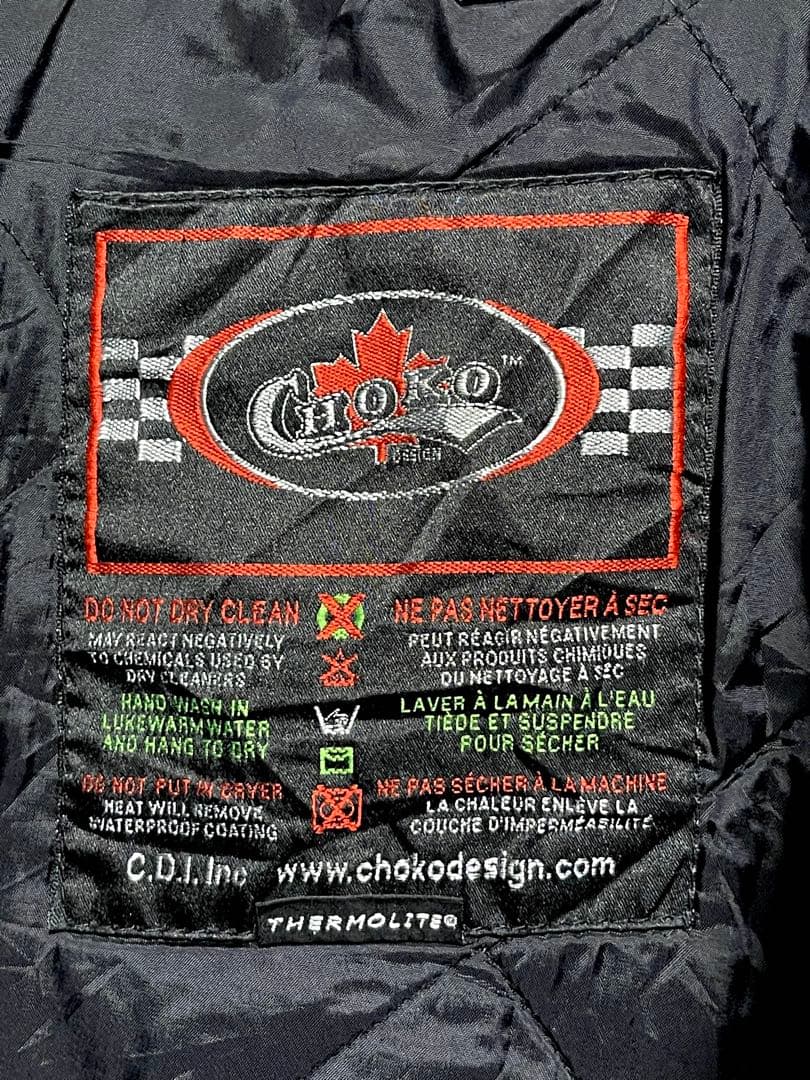 CHOKO™
DESIGN
DO NOT DRY CLEAN
MAY REACT NEGATIVELY
TO CHEMICALS USED BY
DRY CLEANERS
HAND WASH IN
LUKEWARM WATER
AND HANG TO DRY
DO NOT PUT IN DRYER
HEAT WILL REMOVE
WATERPROOF COATING
NE PAS NETTOYER À SEC
PEUT RÉAGIR NÉGATIVEMENT
AUX PRODUITS CHIMIQUES
DU NETTOYAGE À SEC
LAVER À LA MAIN À L'EAU
TIÈDE ET SUSPENDRE
POUR SÉCHER
NE PAS SÉCHER À LA MACHINE
LA CHALEUR ENLÈVE LA
COUCHE D'IMPERMÉABILITÉ
C.D.I. Inc www.chokodesign.com
THERMOLITE®